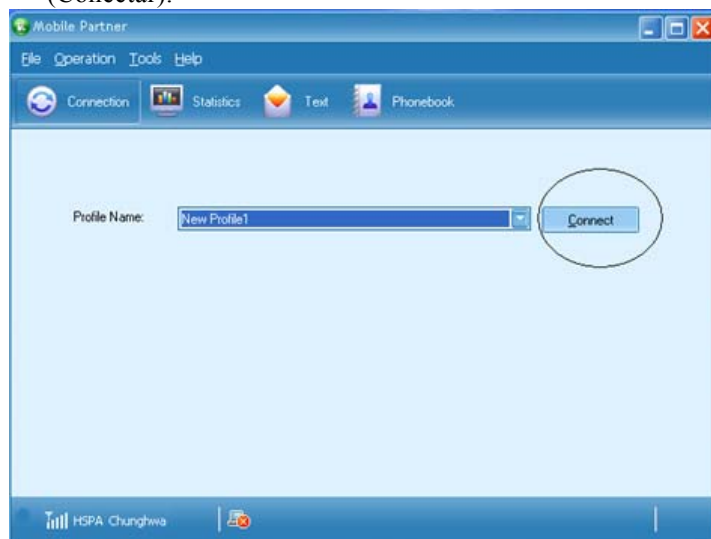 (Conectar).
Mobile Partner
File Operation Tools Help
Connection Statistics Text Phonebook
Profile Name: New Profile1 Connect
HSPA Chunghwa